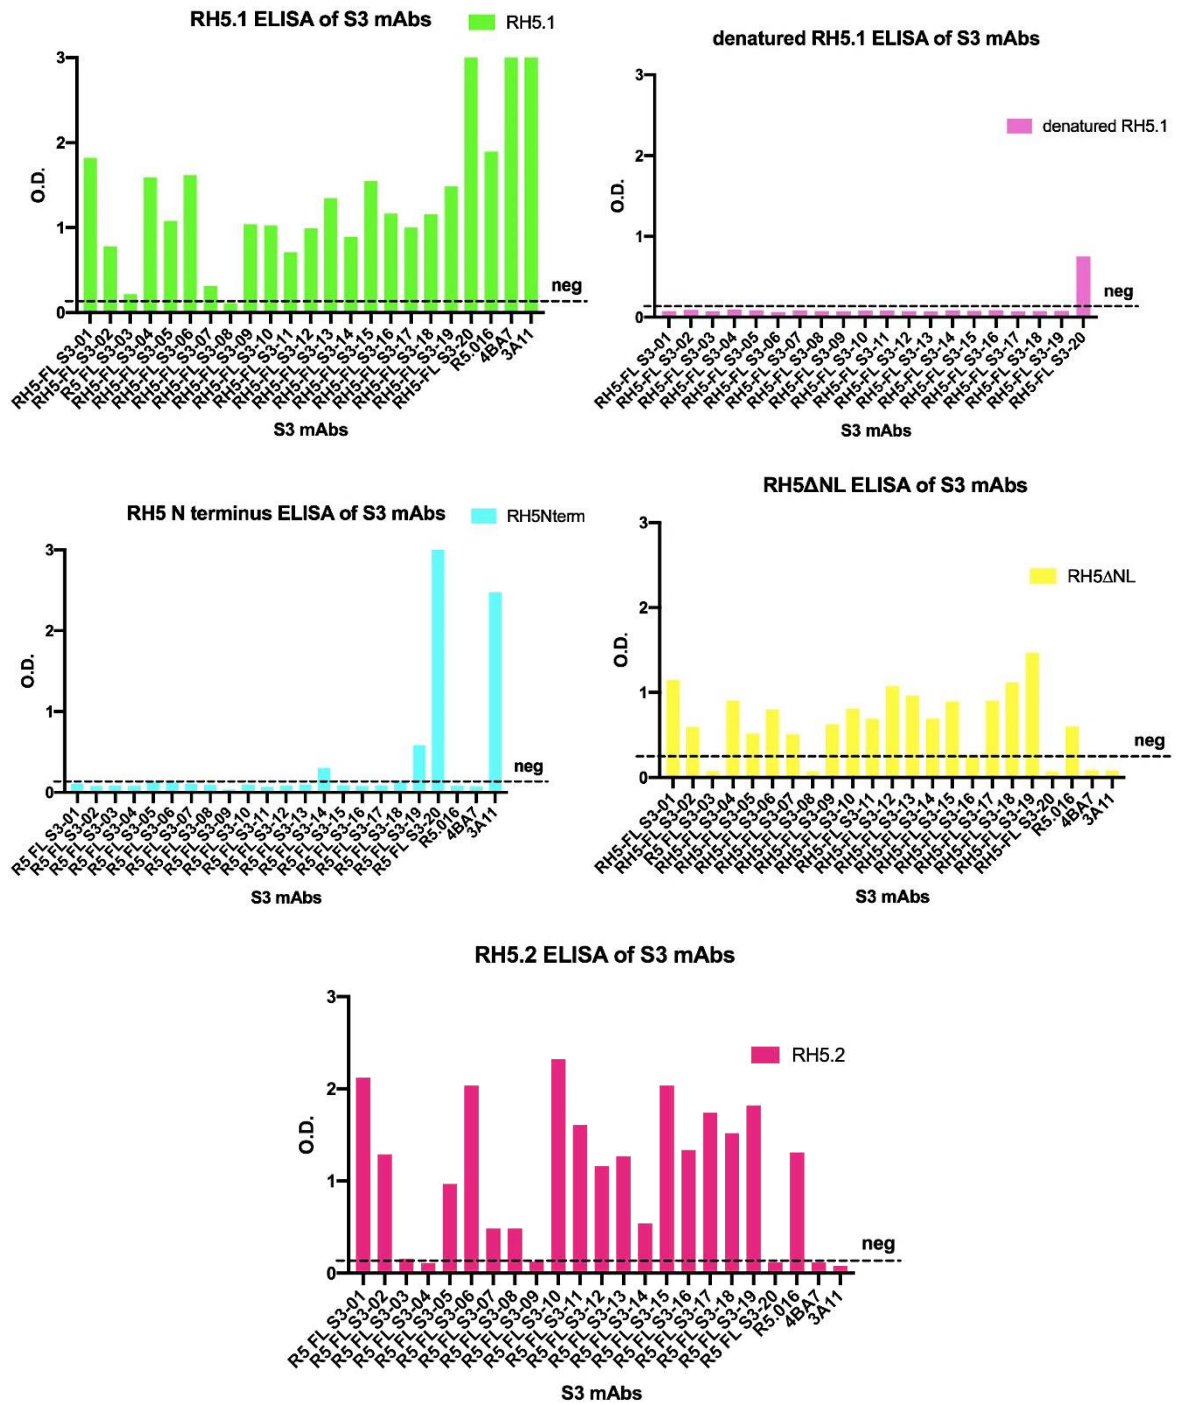 RH5.1 ELISA of S3 mAbs
RH5.1
3
2
1
0
O.D.
neg
RH5-FL S3-01
RH5-FL S3-02
R5 FL S3-03
RH5-FL S3-04
RH5-FL S3-05
RH5-FL S3-06
RH5-FL S3-07
RH5-FL S3-08
RH5-FL S3-09
RH5-FL S3-10
RH5-FL S3-11
RH5-FL S3-12
RH5-FL S3-13
RH5-FL S3-14
RH5-FL S3-15
RH5-FL S3-16
RH5-FL S3-17
RH5-FL S3-18
RH5-FL S3-19
RH5-FL S3-20
R5.016
4BA7
3A11
S3 mAbs
denatured RH5.1 ELISA of S3 mAbs
denatured RH5.1
3
2
1
0
O.D.
neg
RH5-FL S3-01
RH5-FL S3-02
RH5-FL S3-03
RH5-FL S3-04
RH5-FL S3-05
RH5-FL S3-06
RH5-FL S3-07
RH5-FL S3-08
RH5-FL S3-09
RH5-FL S3-10
RH5-FL S3-11
RH5-FL S3-12
RH5-FL S3-13
RH5-FL S3-14
RH5-FL S3-15
RH5-FL S3-16
RH5-FL S3-17
RH5-FL S3-18
RH5-FL S3-19
RH5-FL S3-20
S3 mAbs
RH5 N terminus ELISA of S3 mAbs
RH5Nterm
3
2
1
0
O.D.
neg
R5 FL S3-01
R5 FL S3-02
R5 FL S3-03
R5 FL S3-04
R5 FL S3-05
R5 FL S3-06
R5 FL S3-07
R5 FL S3-08
R5 FL S3-09
R5 FL S3-10
R5 FL S3-11
R5 FL S3-12
R5 FL S3-13
R5 FL S3-14
R5 FL S3-15
R5 FL S3-16
R5 FL S3-17
R5 FL S3-18
R5 FL S3-19
R5 FL S3-20
R5.016
4BA7
3A11
S3 mAbs
RH5ΔNL ELISA of S3 mAbs
RH5ΔNL
3
2
1
0
O.D.
neg
RH5-FL S3-01
RH5-FL S3-02
R5 FL S3-03
RH5-FL S3-04
RH5-FL S3-05
RH5-FL S3-06
RH5-FL S3-07
RH5-FL S3-08
RH5-FL S3-09
RH5-FL S3-10
RH5-FL S3-11
RH5-FL S3-12
RH5-FL S3-13
RH5-FL S3-14
RH5-FL S3-15
RH5-FL S3-16
RH5-FL S3-17
RH5-FL S3-18
RH5-FL S3-19
RH5-FL S3-20
R5.016
4BA7
3A11
S3 mAbs
RH5.2 ELISA of S3 mAbs
RH5.2
3
2
1
0
O.D.
neg
R5 FL S3-01
R5 FL S3-02
R5 FL S3-03
R5 FL S3-04
R5 FL S3-05
R5 FL S3-06
R5 FL S3-07
R5 FL S3-08
R5 FL S3-09
R5 FL S3-10
R5 FL S3-11
R5 FL S3-12
R5 FL S3-13
R5 FL S3-14
R5 FL S3-15
R5 FL S3-16
R5 FL S3-17
R5 FL S3-18
R5 FL S3-19
R5 FL S3-20
R5.016
4BA7
3A11
S3 mAbs